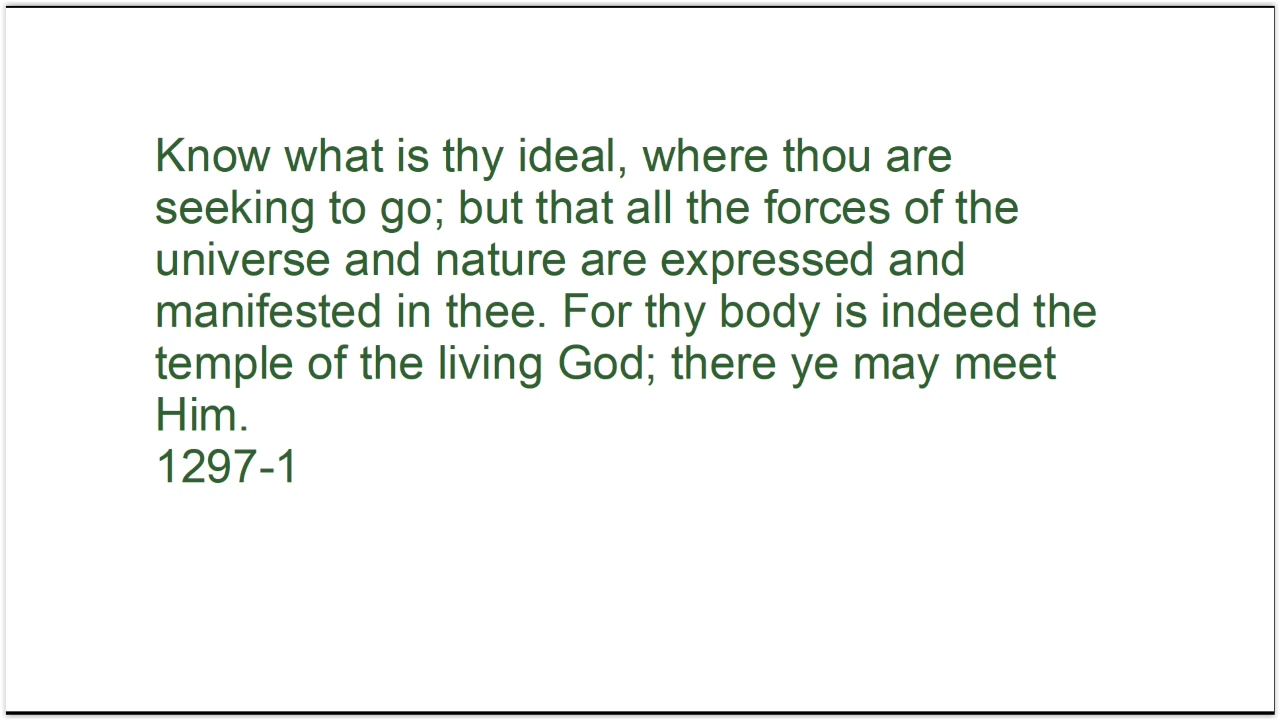 Know what is thy ideal, where thou are
seeking to go; but that all the forces of the
universe and nature are expressed and
manifested in thee. For thy body is indeed the
temple of the living God; there ye may meet
Him.
1297-1